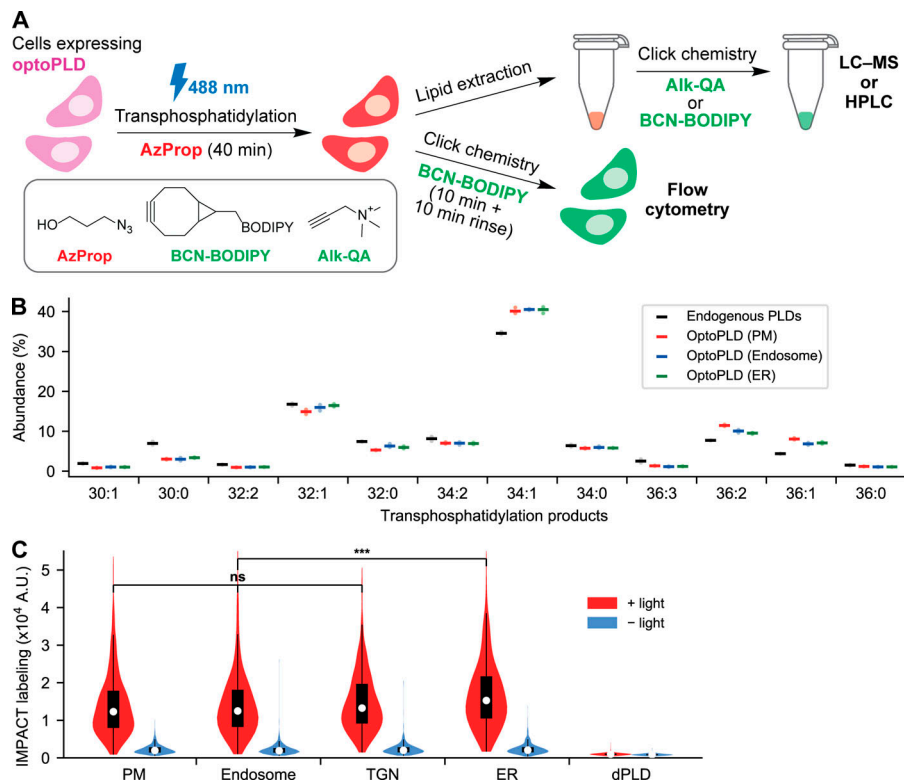 A
Cells expressing
optoPLD
488 nm
Transphosphatidylation
AzProp (40 min)
Lipid extraction
Click chemistry
BCN-BODIPY
(10 min +
10 min rinse)
Click chemistry
Alk-QA
or
BCN-BODIPY
LC–MS
or
HPLC
Flow
cytometry
HO
N3
AzProp
BODIPY
BCN-BODIPY
N+
Alk-QA
B
Abundance (%)
40
30
20
10
0
Endogenous PLDs
OptoPLD (PM)
OptoPLD (Endosome)
OptoPLD (ER)
30:1 30:0 32:2 32:1 32:0 34:2 34:1 34:0 36:3 36:2 36:1 36:0
Transphosphatidylation products
C
IMPACT labeling (x10⁴ A.U.)
5
4
3
2
1
0
***
ns
+ light
− light
PM Endosome TGN ER dPLD